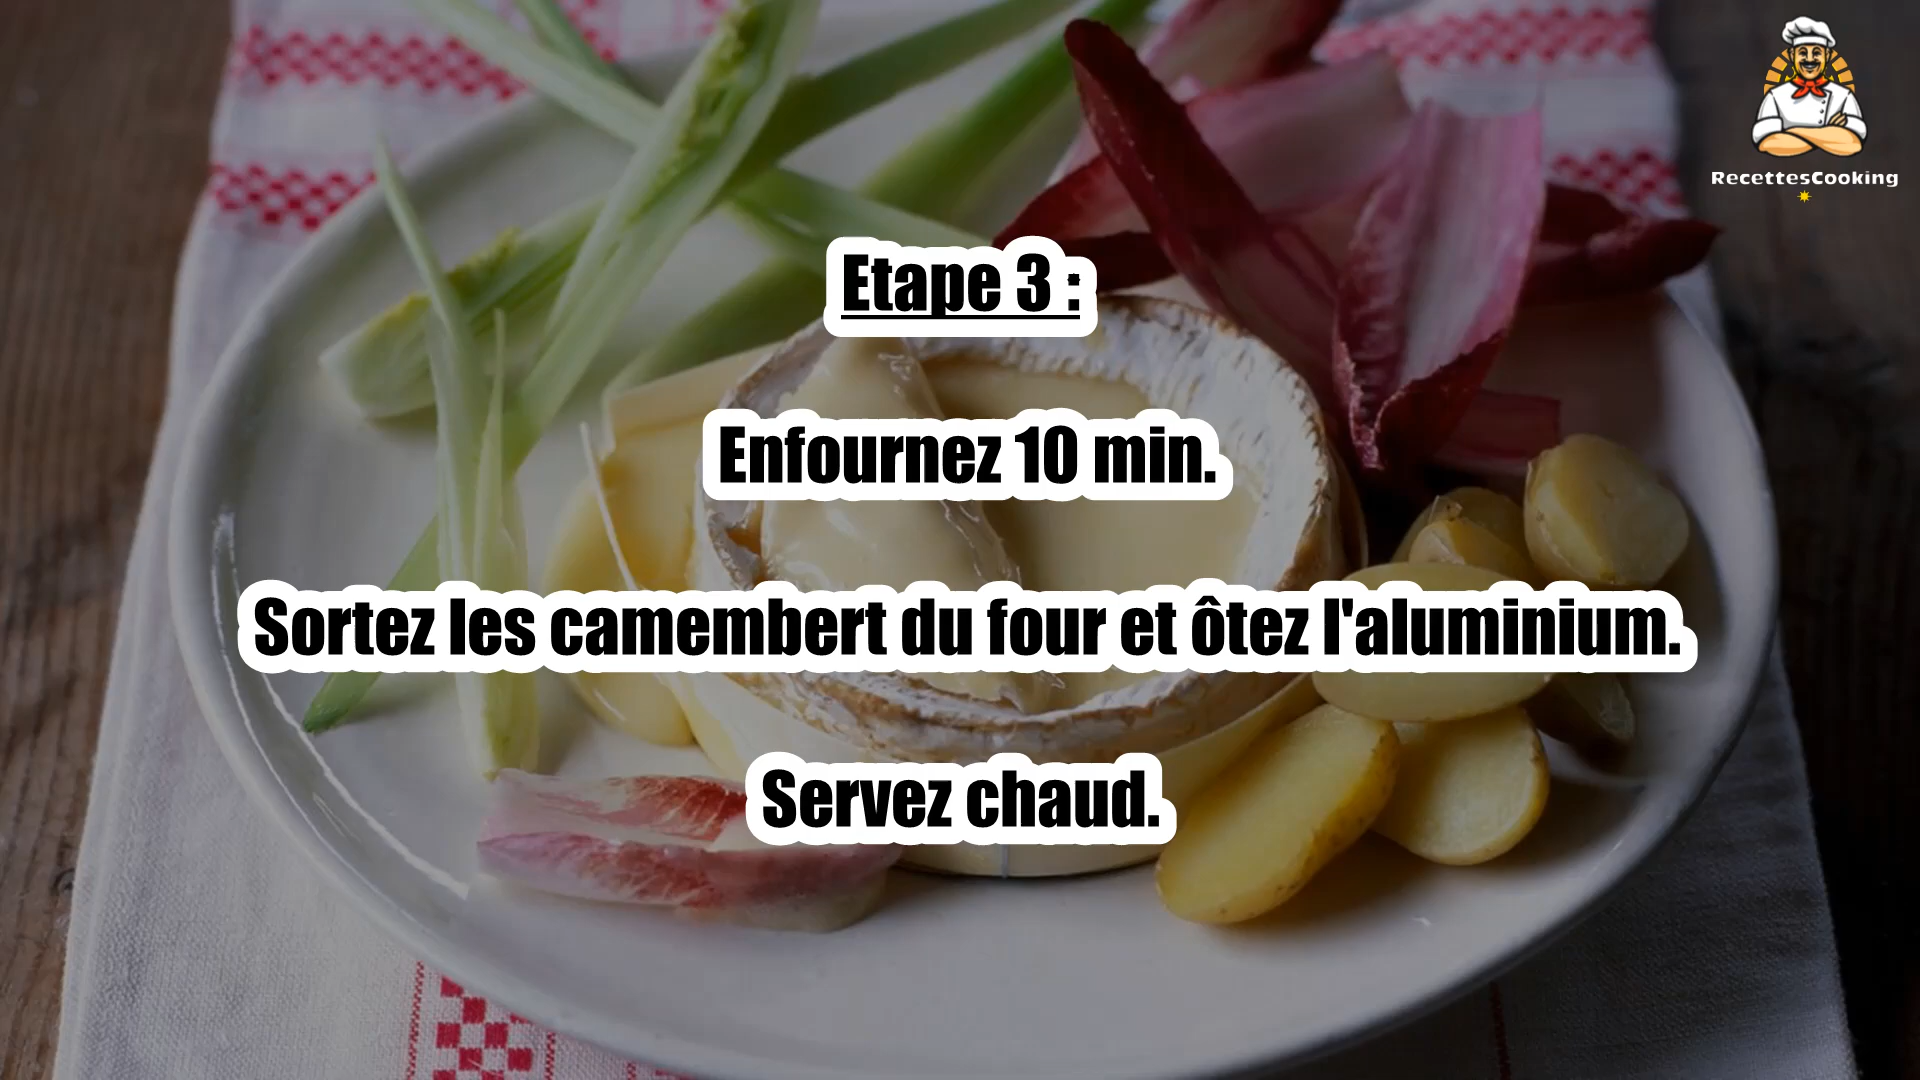 RecettesCooking
Etape 3 :
Enfournez 10 min.
Sortez les camembert du four et ôtez l'aluminium.
Servez chaud.